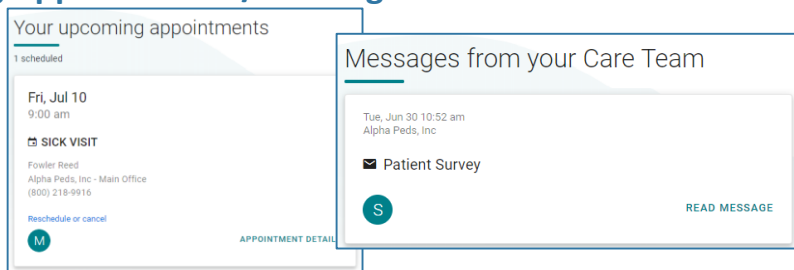 Your upcoming appointments
1 scheduled
Fri, Jul 10
9:00 am
SICK VISIT
Fowler Reed
Alpha Peds, Inc - Main Office
(800) 218-9916
Reschedule or cancel
M
APPOINTMENT
Messages from your Care Team
Tue, Jun 30 10:52 am
Alpha Peds, Inc
Patient Survey
S
READ MESSAGE